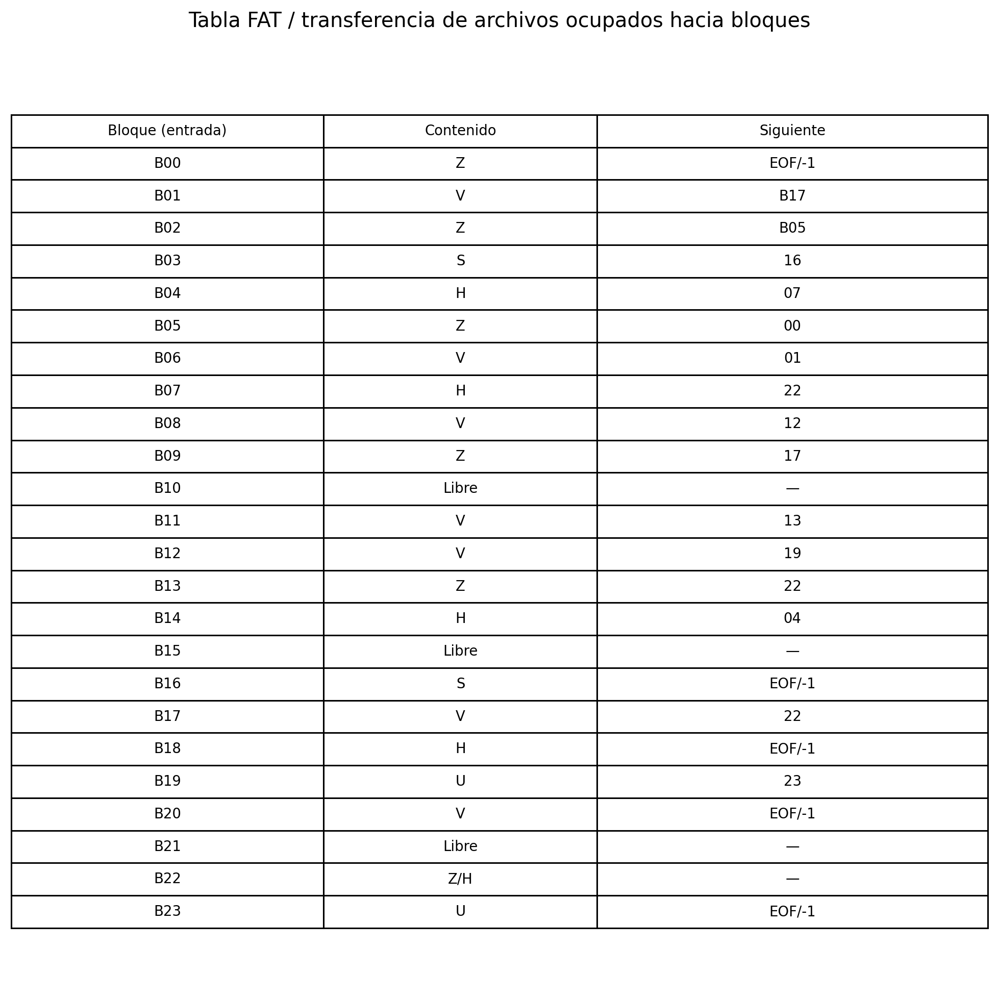 Tabla FAT / transferencia de archivos ocupados hacia bloques
Bloque (entrada) Contenido Siguiente
B00 Z EOF/-1
B01 V B17
B02 Z B05
B03 S 16
B04 H 07
B05 Z 00
B06 V 01
B07 H 22
B08 V 12
B09 Z 17
B10 Libre —
B11 V 13
B12 V 19
B13 Z 22
B14 H 04
B15 Libre —
B16 S EOF/-1
B17 V 22
B18 H EOF/-1
B19 U 23
B20 V EOF/-1
B21 Libre —
B22 Z/H —
B23 U EOF/-1